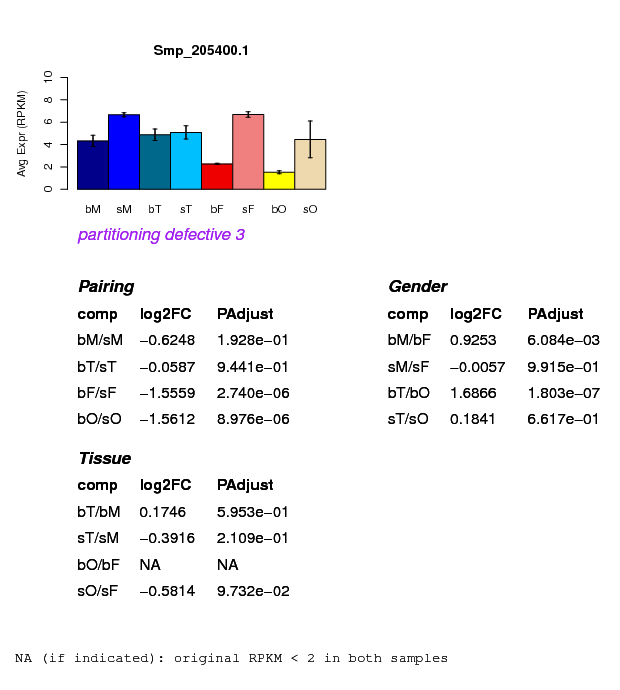 Smp_205400.1
Avg Expr (RPKM)
0 2 4 6 8 10
bM sM bT sT bF sF bO sO
partitioning defective 3
Pairing
comp log2FC PAdjust
bM/sM −0.6248 1.928e−01
bT/sT −0.0587 9.441e−01
bF/sF −1.5559 2.740e−06
bO/sO −1.5612 8.976e−06
Gender
comp log2FC PAdjust
bM/bF 0.9253 6.084e−03
sM/sF −0.0057 9.915e−01
bT/bO 1.6866 1.803e−07
sT/sO 0.1841 6.617e−01
Tissue
comp log2FC PAdjust
bT/bM 0.1746 5.953e−01
sT/sM −0.3916 2.109e−01
bO/bF NA NA
sO/sF −0.5814 9.732e−02
NA (if indicated): original RPKM < 2 in both samples